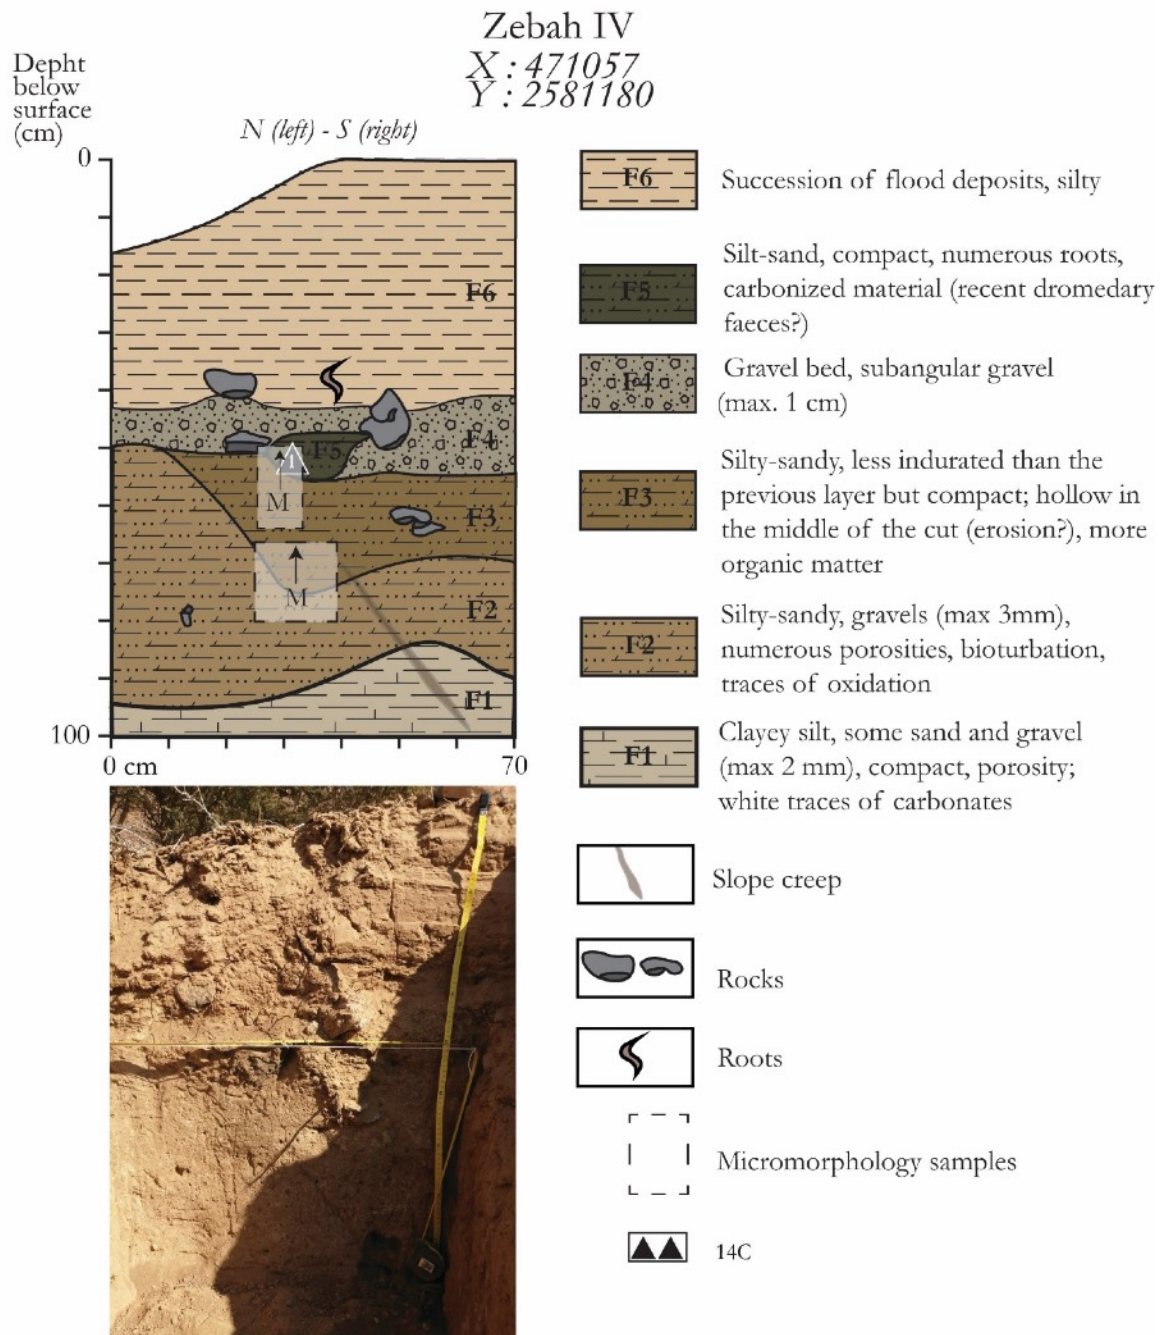 Zebah IV
X : 471057
Y : 2581180
Depht
below
surface
(cm)
N (left) - S (right)
0
F6
F4
F5
1
M
F3
M
F2
F1
100
0 cm
70
F6
Succession of flood deposits, silty
F5
Silt-sand, compact, numerous roots,
carbonized material (recent dromedary
faeces?)
F4
Gravel bed, subangular gravel
(max. 1 cm)
F3
Silty-sandy, less indurated than the
previous layer but compact; hollow in
the middle of the cut (erosion?), more
organic matter
F2
Silty-sandy, gravels (max 3mm),
numerous porosities, bioturbation,
traces of oxidation
F1
Clayey silt, some sand and gravel
(max 2 mm), compact, porosity;
white traces of carbonates
Slope creep
Rocks
Roots
Micromorphology samples
14C